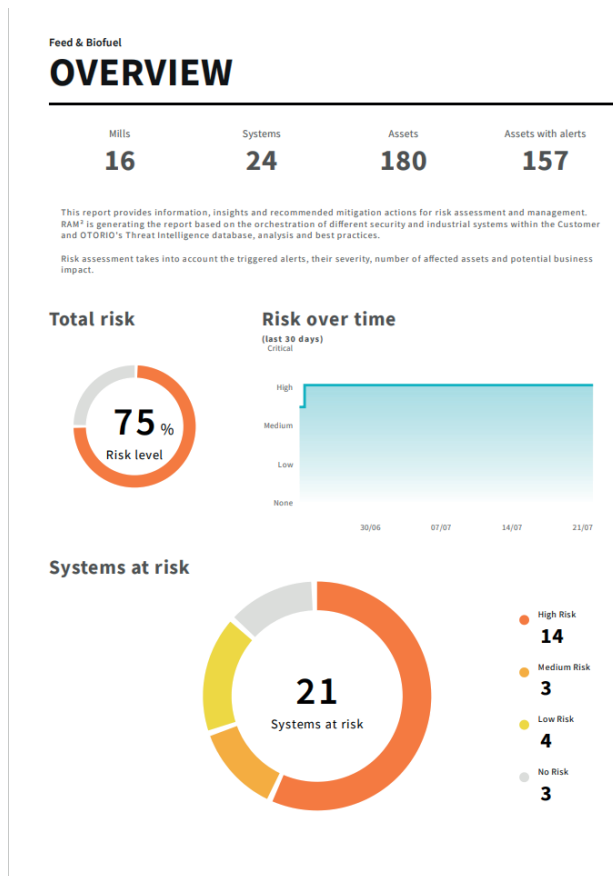 Feed & Biofuel
OVERVIEW
Mills
Systems
Assets
Assets with alerts
16
24
180
157
This report provides information, insights and recommended mitigation actions for risk assessment and management.
RAM² is generating the report based on the orchestration of different security and industrial systems within the Customer
and OTORIO's Threat Intelligence database, analysis and best practices.
Risk assessment takes into account the triggered alerts, their severity, number of affected assets and potential business
impact.
Total risk
75 %
Risk level
Risk over time
(last 30 days)
Critical
High
Medium
Low
None
30/06
07/07
14/07
21/07
Systems at risk
21
Systems at risk
High Risk
14
Medium Risk
3
Low Risk
4
No Risk
3